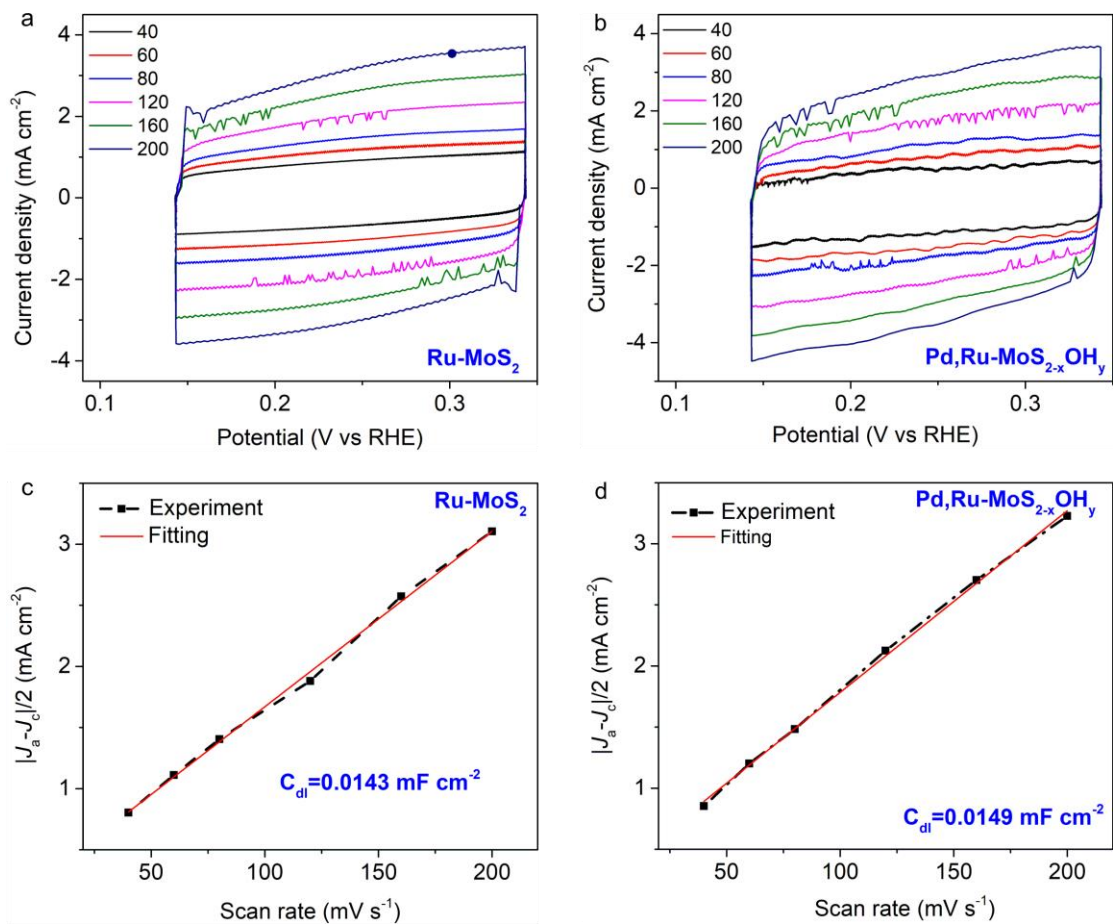 a
40
60
80
120
160
200
4
2
0
-2
-4
0.1
0.2
0.3
Current density (mA cm⁻²)
Potential (V vs RHE)
Ru-MoS₂
b
40
60
80
120
160
200
4
2
0
-2
-4
0.1
0.2
0.3
Current density (mA cm⁻²)
Potential (V vs RHE)
Pd,Ru-MoS₂₋ₓOHᵧ
c
Ru-MoS₂
Experiment
Fitting
3
2
1
|Jₐ-J꜀|/2 (mA cm⁻²)
C_dl=0.0143 mF cm⁻²
50
100
150
200
Scan rate (mV s⁻¹)
d
Pd,Ru-MoS₂₋ₓOHᵧ
Experiment
Fitting
3
2
1
|Jₐ-J꜀|/2 (mA cm⁻²)
C_dl=0.0149 mF cm⁻²
50
100
150
200
Scan rate (mV s⁻¹)